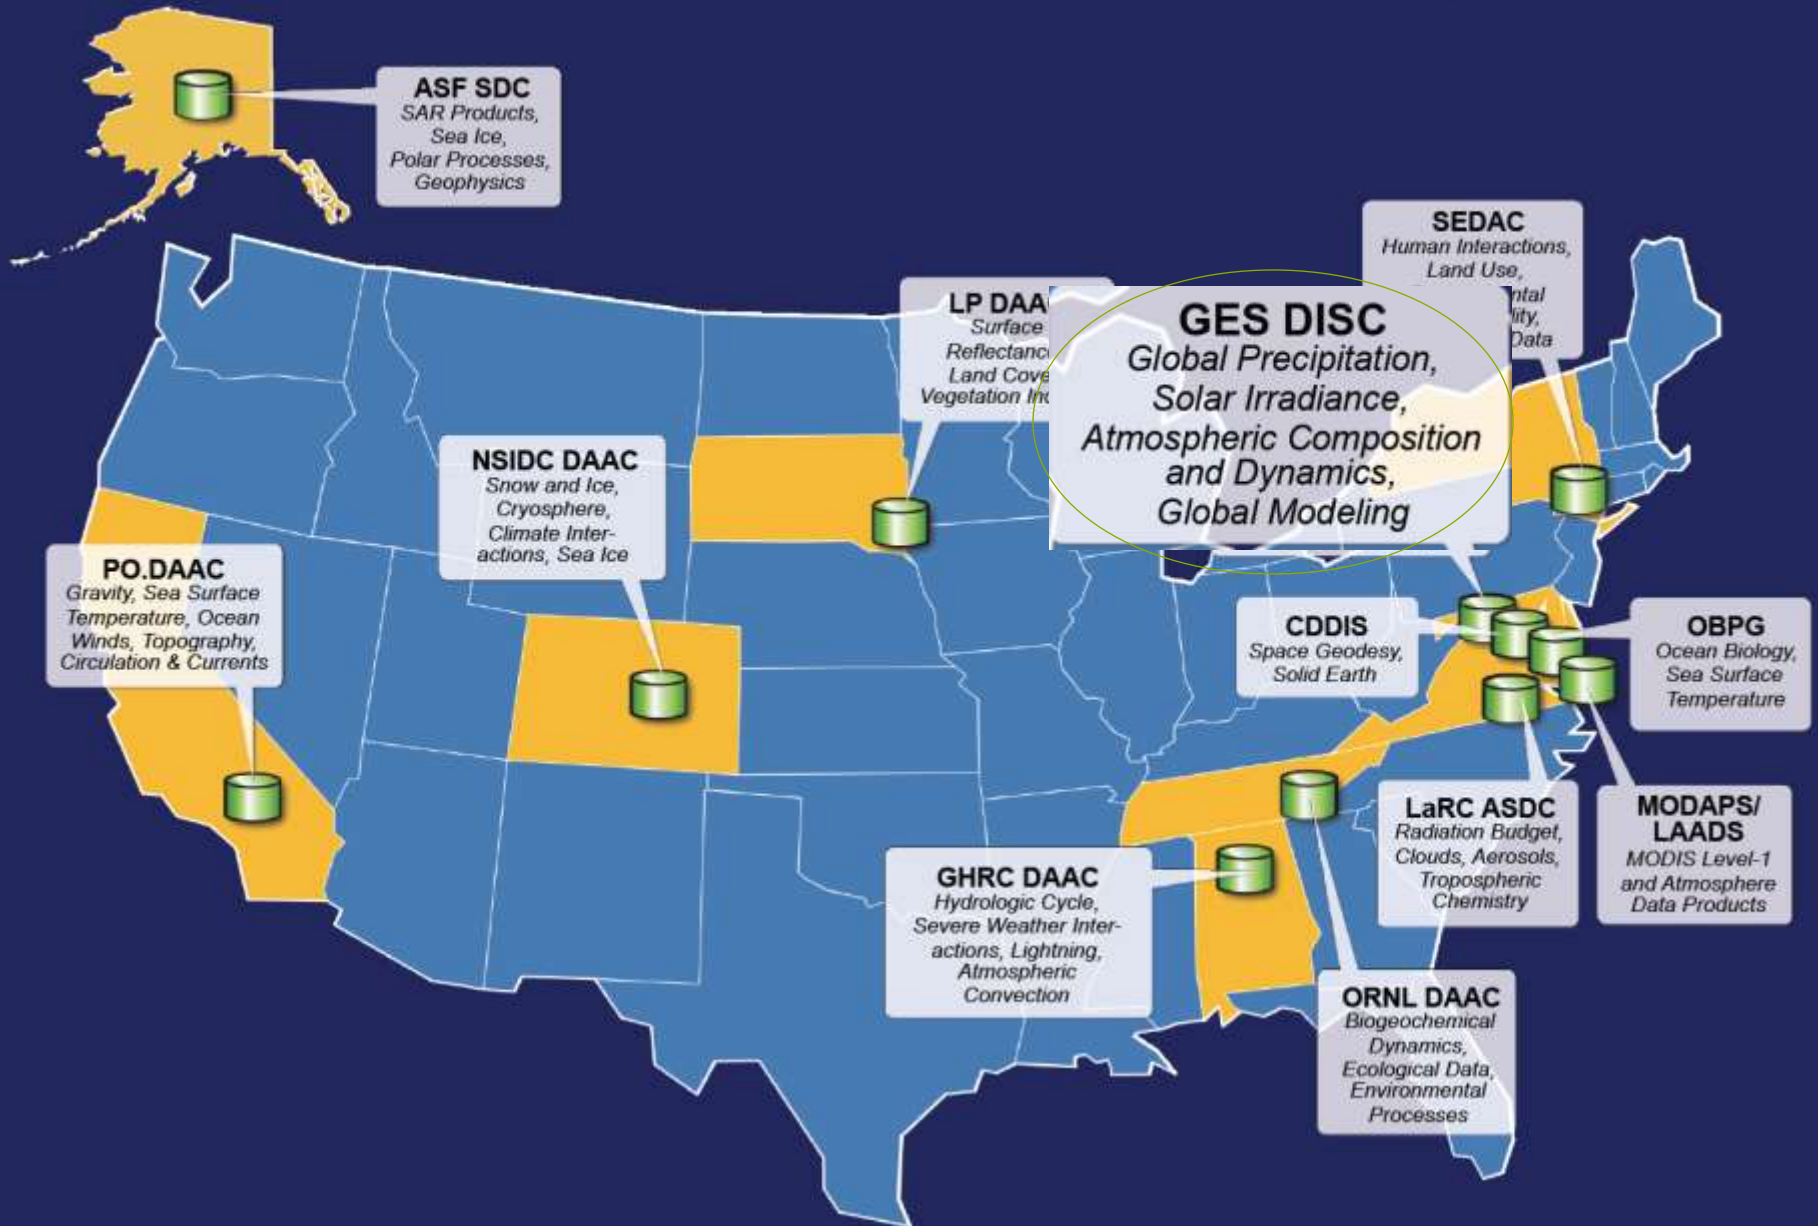 ASF SDC
SAR Products,
Sea Ice,
Polar Processes,
Geophysics
SEDAC
Human Interactions,
Land Use,
Data
LP
Surface
Vegetation
GES DISC
Global Precipitation,
Solar Irradiance,
Atmospheric Composition
and Dynamics,
Global Modeling
NSIDC DAAC
Snow and Ice,
Cryosphere,
Climate Inter-
actions, Sea Ice
PO.DAAC
Gravity, Sea Surface
Temperature, Ocean
Winds, Topography,
Circulation & Currents
CDDIS
Space Geodesy,
Solid Earth
OBPG
Ocean Biology,
Sea Surface
Temperature
LaRC ASDC
Radiation Budget,
Clouds, Aerosols,
Tropospheric
Chemistry
MODAPS/
LAADS
MODIS Level-1
and Atmosphere
Data Products
GHRC DAAC
Hydrologic Cycle,
Severe Weather Inter-
actions, Lightning,
Atmospheric
Convection
ORNL DAAC
Biogeochemical
Dynamics,
Ecological Data,
Environmental
Processes